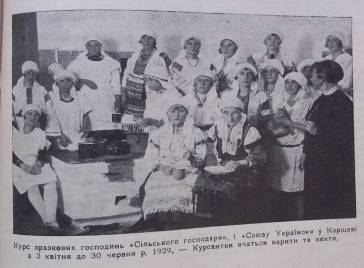 Курс зразкових господинь «Сільського господаря», і «Союзу Українок» у Коршеві
з 3 квітня до 30 червня р. 1929, — Курсантки вчаться варити та пекти,